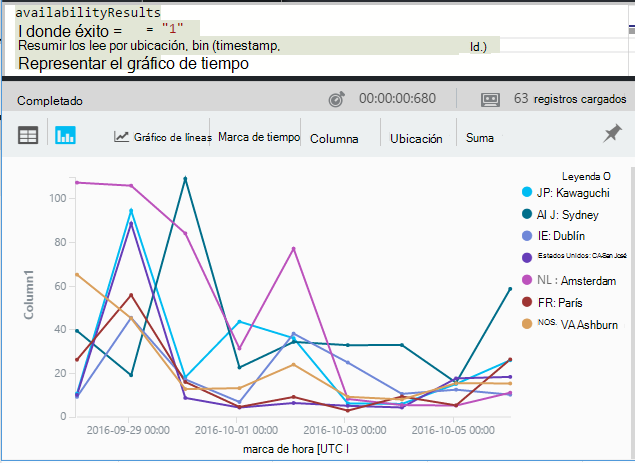 availabilityResults
I donde éxito = = "1"
Resumir los lee por ubicación, bin (timestamp, Id.)
Representar el gráfico de tiempo
Completado 00:00:00:680 63 registros cargados
Gráfico de líneas Marca de tiempo Columna Ubicación Suma
Leyenda O
JP: Kawaguchi
AI J: Sydney
IE: Dublín
Estados Unidos: CA-San José
NL : Amsterdam
FR: París
NOS. VA Ashburn
Column1
100
80
60
40
20
0
2016-09-29 00:00 2016-10-01 00:00 2016-10-03 00:00 2016-10-05 00:00
marca de hora [UTC I